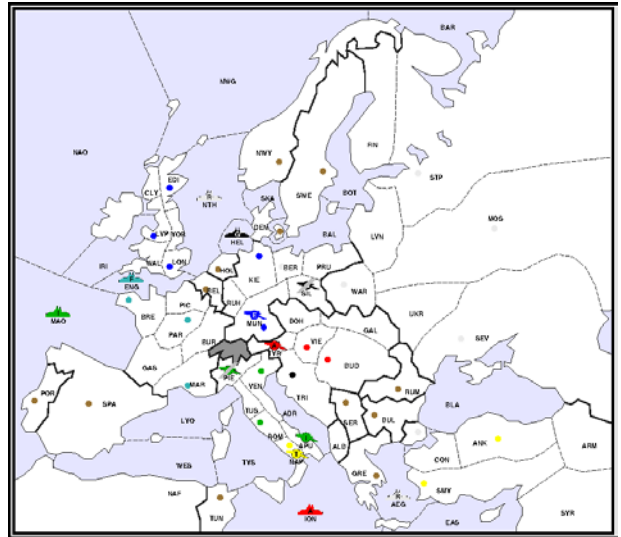 BAR
NWG
NAO
FIN
NWY
STP
SWE
BOT
EDI
CLY
SKA
NTH
MOS
DEN
BAL
LVN
LVP YOR
HEL
IRI
WAL LON
HOL
KIE
BER
PRU
ENG
BEL
WAR
RUH
SIL
UKR
MAO
BRE
PIC
MUN
BOH
GAL
PAR
SEV
BUR
TYR
VIE
BUD
GAS
PIE
VEN
MAR
TRI
RUM
POR
SPA
TUS
ADR
SER
BUL
BLA
LYO
ROM
APU
ANK
ALB
CON
ARM
WES
TYS
NAP
GRE
SMY
NAF
AEG
TUN
ION
EAS
SYR